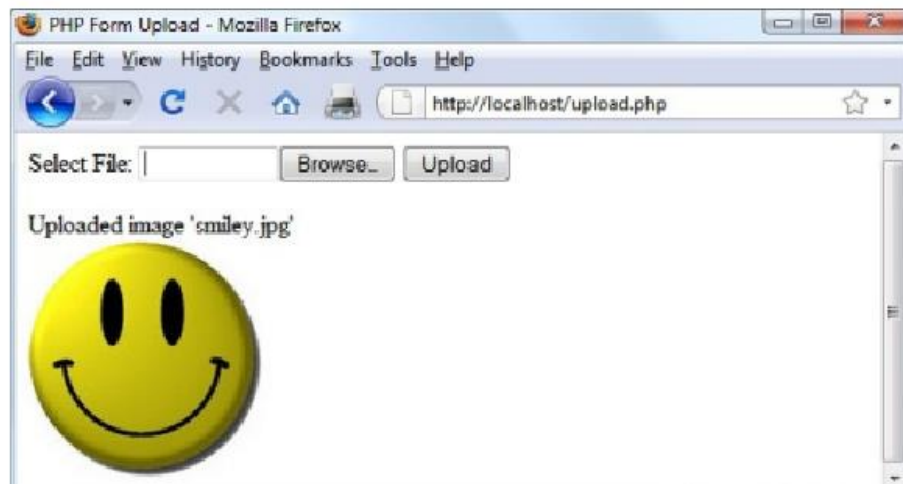 PHP Form Upload - Mozilla Firefox
File Edit View History Bookmarks Tools Help
http://localhost/upload.php
Select File: Browse... Upload
Uploaded image 'smiley.jpg'